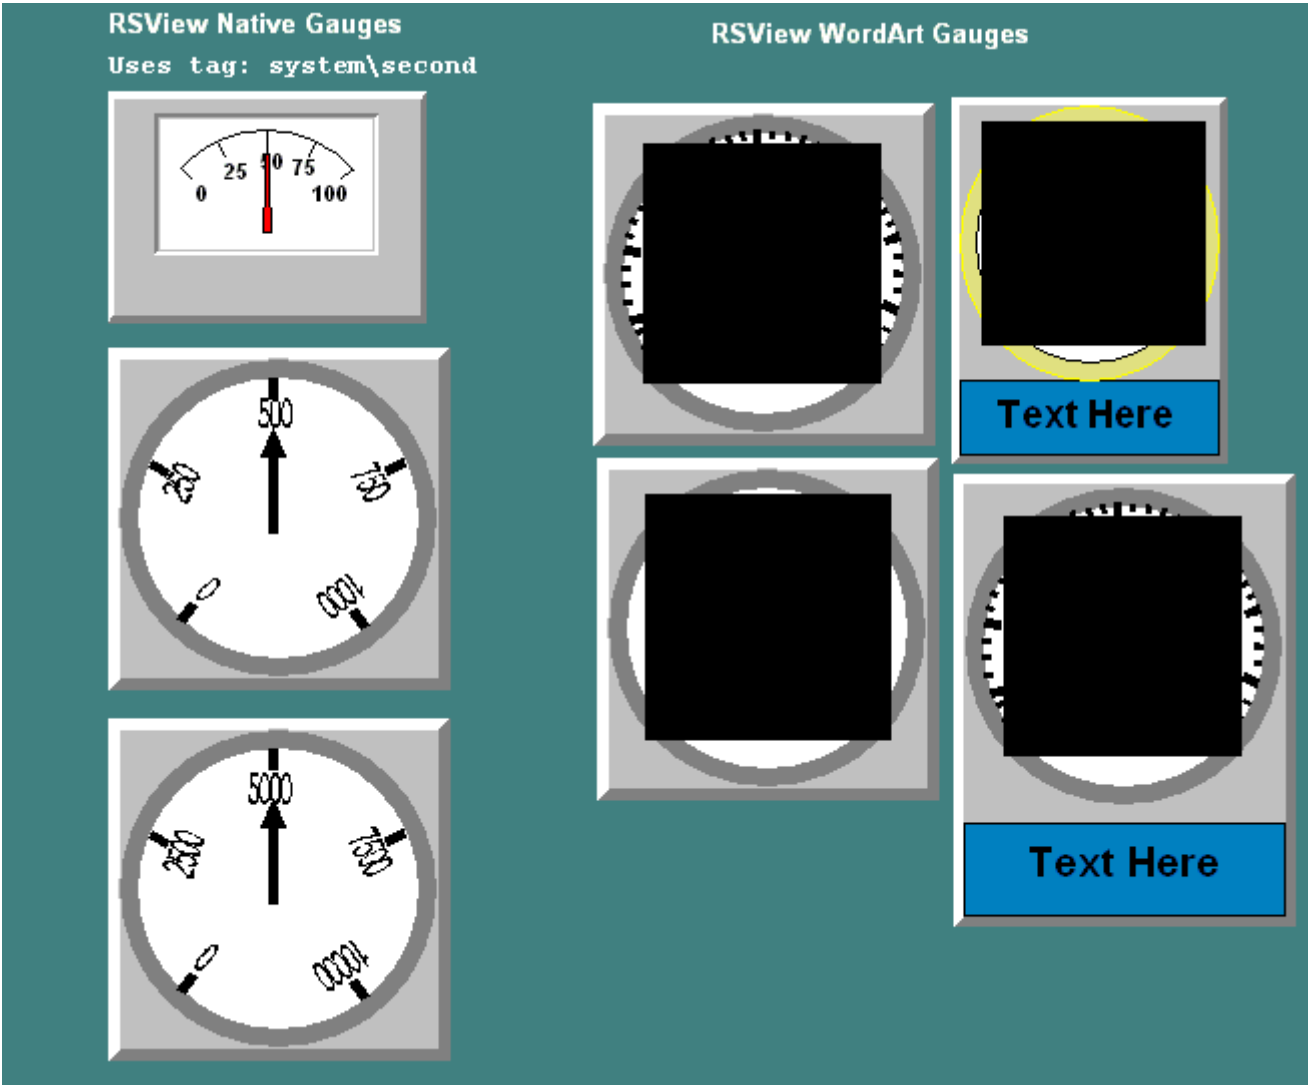 RSView Native Gauges
Uses tag: system\second
0 25 50 75 100
0 250 500 750 1000
0 2500 5000 7500 10000
RSView WordArt Gauges
Text Here
Text Here